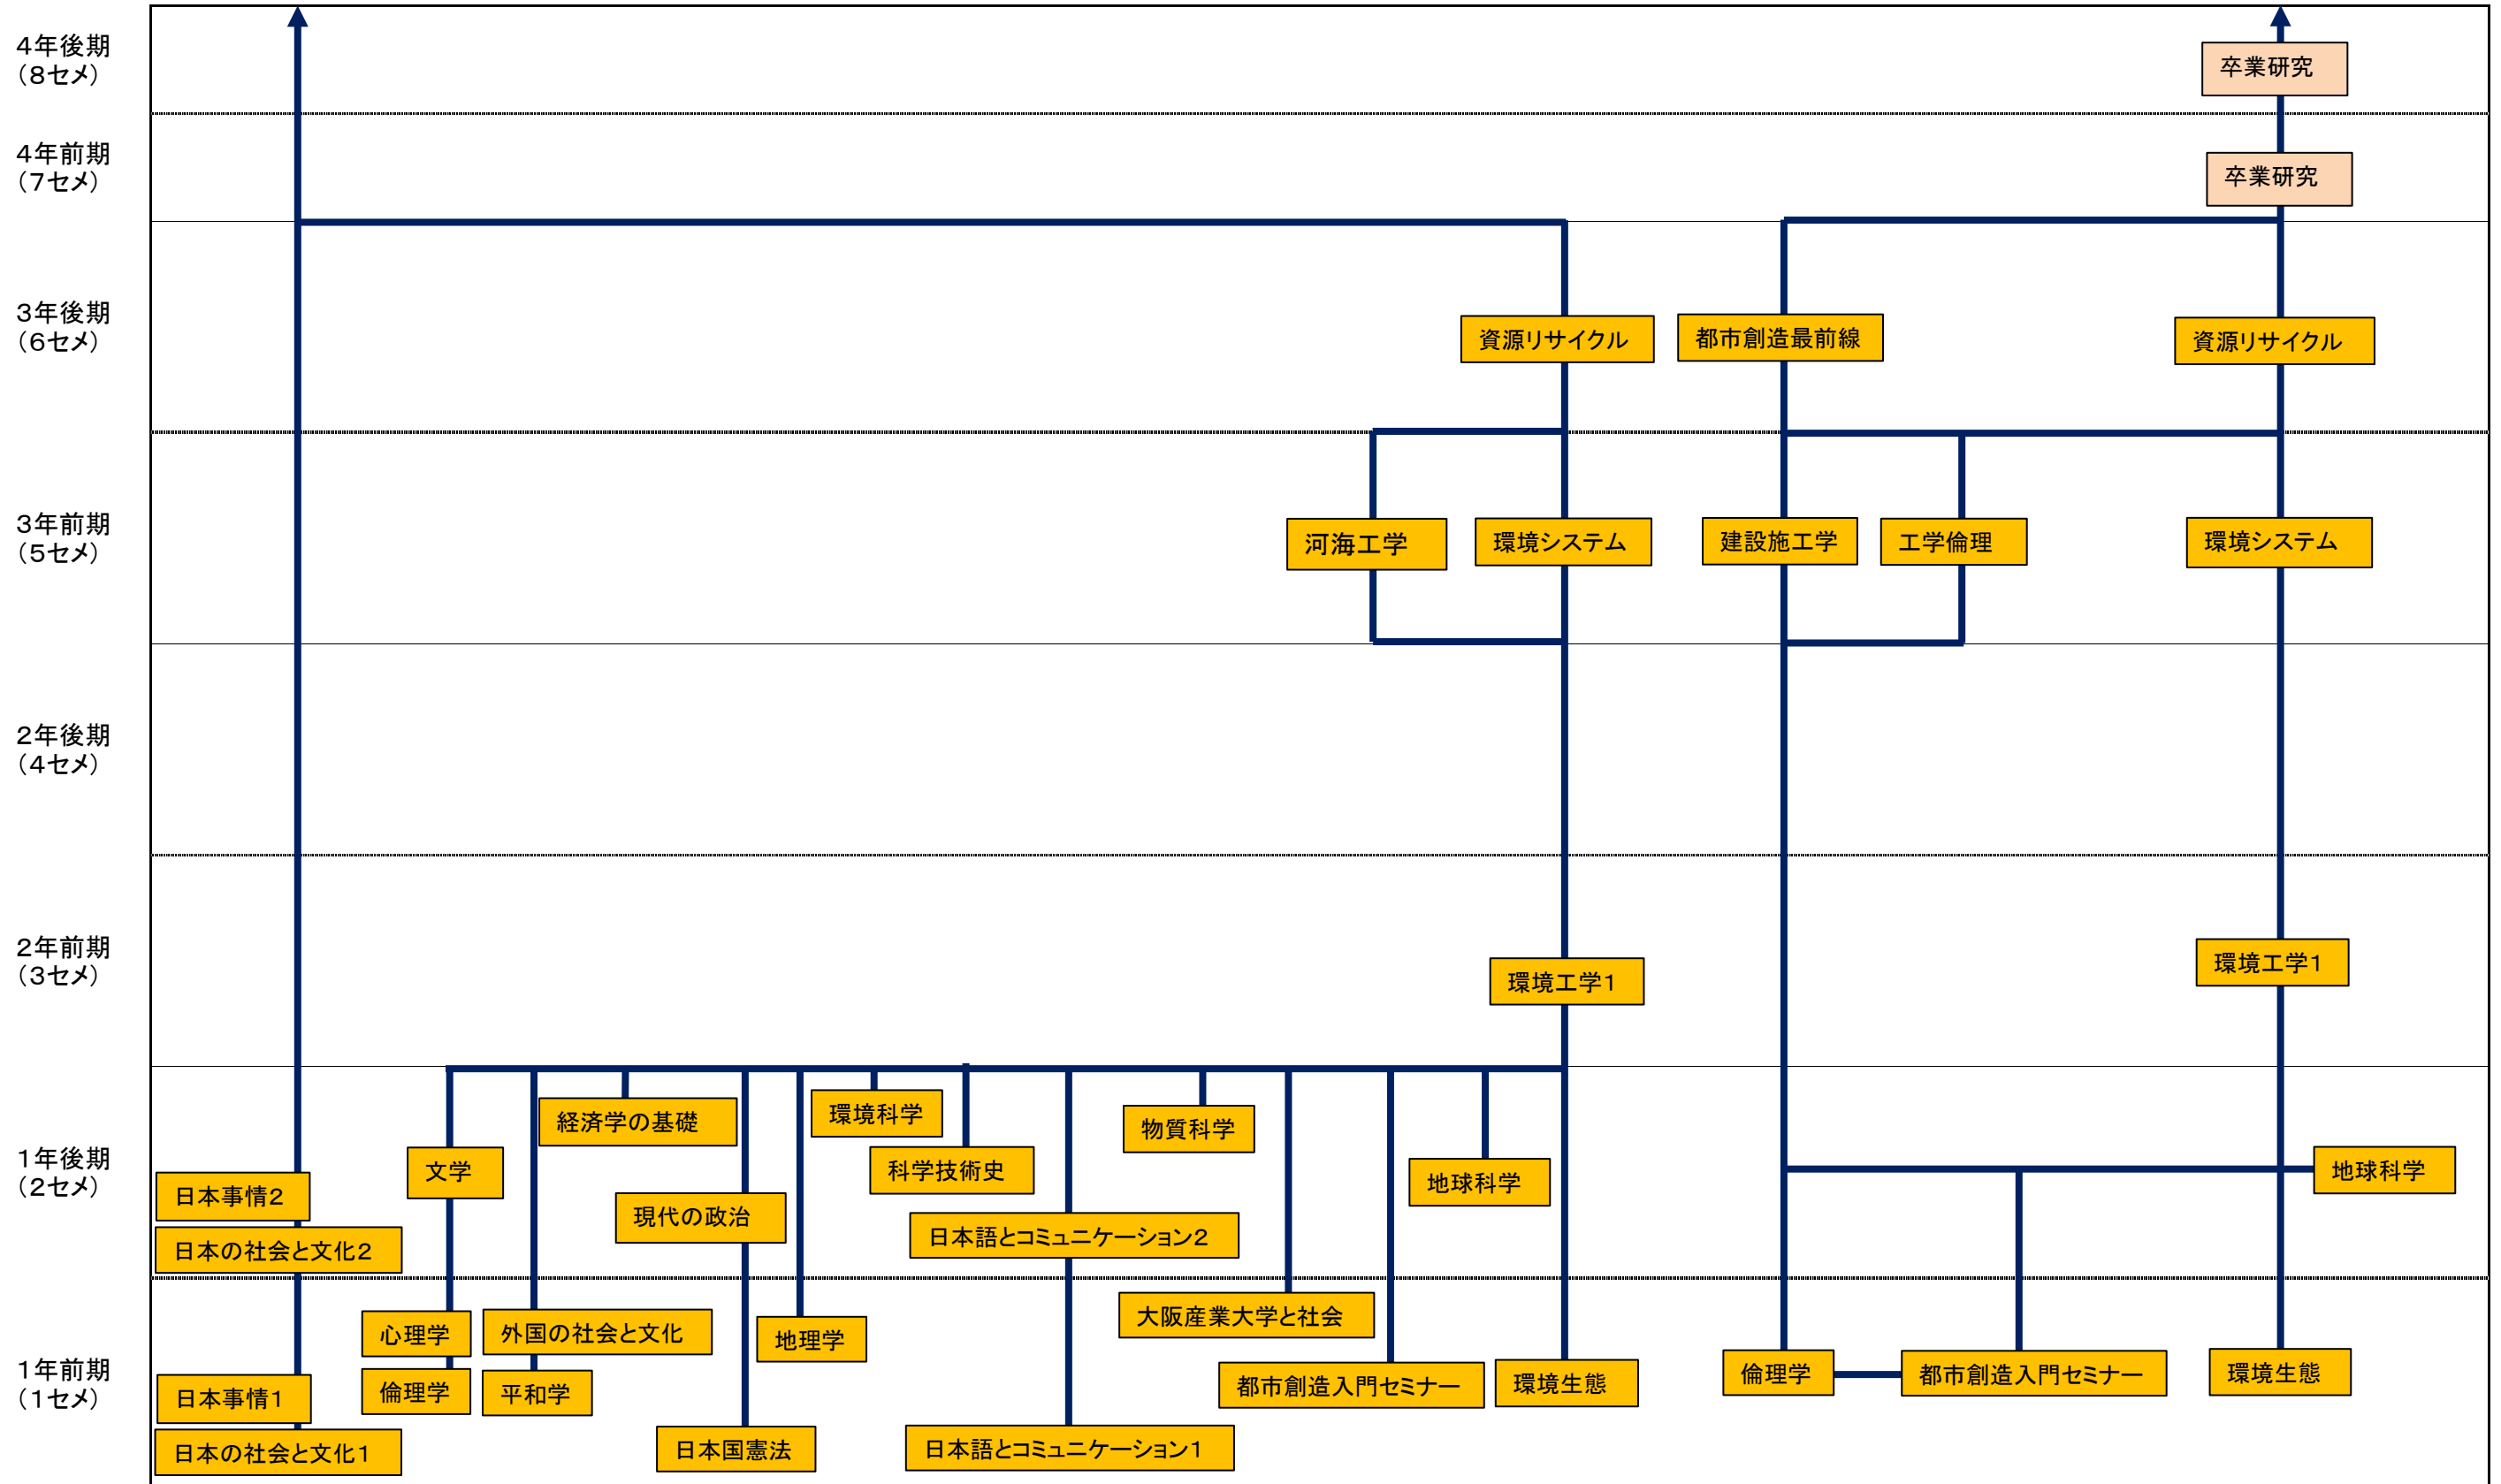 4年後期
(8セメ)
卒業研究
4年前期
(7セメ)
卒業研究
3年後期
(6セメ)
資源リサイクル
都市創造最前線
資源リサイクル
3年前期
(5セメ)
河海工学
環境システム
建設施工学
工学倫理
環境システム
2年後期
(4セメ)
2年前期
(3セメ)
環境工学1
環境工学1
1年後期
(2セメ)
経済学の基礎
環境科学
物質科学
文学
科学技術史
地球科学
地球科学
日本事情2
現代の政治
日本語とコミュニケーション2
日本の社会と文化2
1年前期
(1セメ)
心理学
外国の社会と文化
地理学
大阪産業大学と社会
倫理学
平和学
都市創造入門セミナー
環境生態
倫理学
都市創造入門セミナー
環境生態
日本事情1
日本の社会と文化1
日本国憲法
日本語とコミュニケーション1